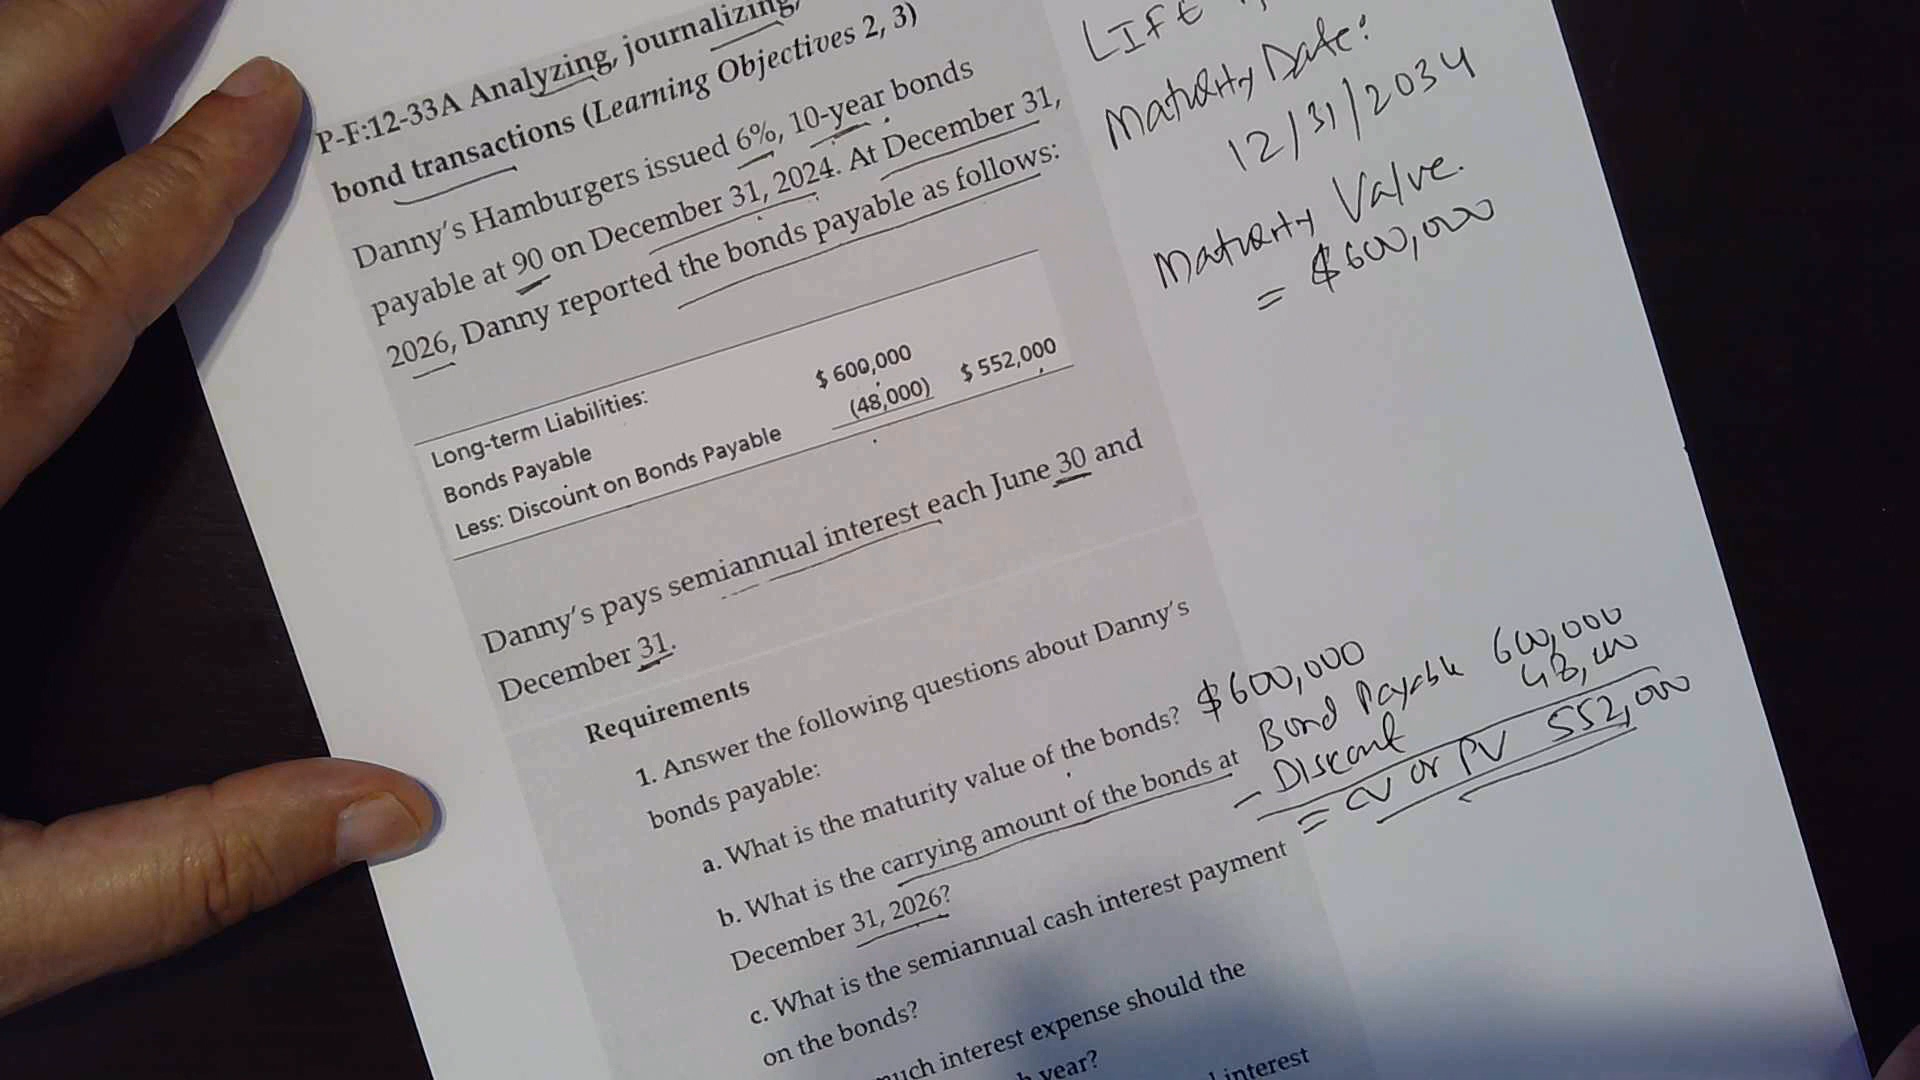 P-F:12-33A Analyzing, journalizing,
bond transactions (Learning Objectives 2, 3)
Danny's Hamburgers issued 6%, 10-year bonds
payable at 90 on December 31, 2024. At December 31,
2026, Danny reported the bonds payable as follows:
Long-term Liabilities:
Bonds Payable $ 600,000
Less: Discount on Bonds Payable (48,000) $ 552,000
Danny's pays semiannual interest each June 30 and
December 31.
Requirements
1. Answer the following questions about Danny's
bonds payable:
a. What is the maturity value of the bonds? $600,000
b. What is the carrying amount of the bonds at
December 31, 2026?
c. What is the semiannual cash interest payment
on the bonds?
much interest expense should the
year?
interest
LIFE
Maturity Date:
12/31/2034
Maturity Value.
= $600,000
Bond Payable 600,000
- Discount 48,000
= CV or PV 552,000